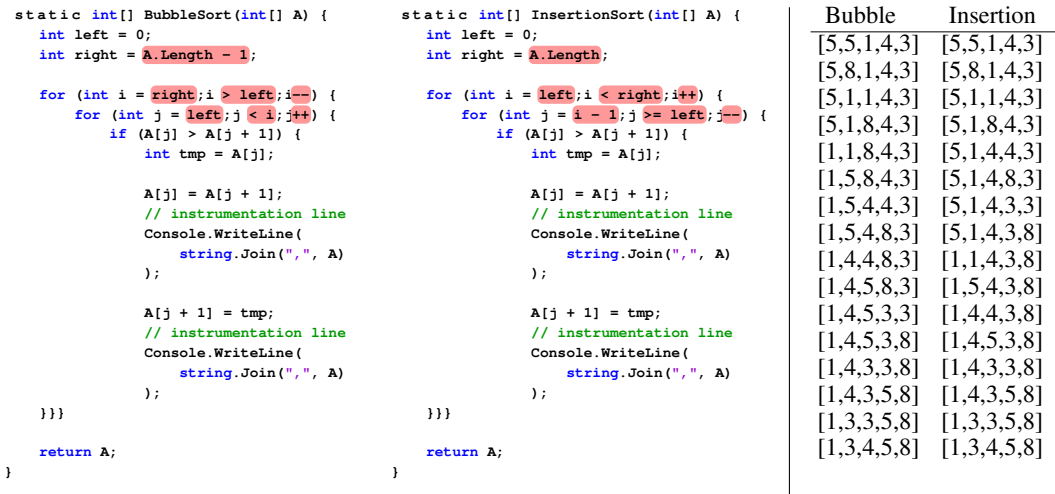 static int[] BubbleSort(int[] A) {
int left = 0;
int right = A.Length - 1;
for (int i = right;i > left;i--) {
for (int j = left;j < i;j++) {
if (A[j] > A[j + 1]) {
int tmp = A[j];
A[j] = A[j + 1];
// instrumentation line
Console.WriteLine(
string.Join(",", A)
);
A[j + 1] = tmp;
// instrumentation line
Console.WriteLine(
string.Join(",", A)
);
}}}
return A;
}
static int[] InsertionSort(int[] A) {
int left = 0;
int right = A.Length;
for (int i = left;i < right;i++) {
for (int j = i - 1;j >= left;j--) {
if (A[j] > A[j + 1]) {
int tmp = A[j];
A[j] = A[j + 1];
// instrumentation line
Console.WriteLine(
string.Join(",", A)
);
A[j + 1] = tmp;
// instrumentation line
Console.WriteLine(
string.Join(",", A)
);
}}}
return A;
}
Bubble Insertion
[5,5,1,4,3] [5,5,1,4,3]
[5,8,1,4,3] [5,8,1,4,3]
[5,1,1,4,3] [5,1,1,4,3]
[5,1,8,4,3] [5,1,8,4,3]
[1,1,8,4,3] [5,1,4,4,3]
[1,5,8,4,3] [5,1,4,8,3]
[1,5,4,4,3] [5,1,4,3,3]
[1,5,4,8,3] [5,1,4,3,8]
[1,4,4,8,3] [1,1,4,3,8]
[1,4,5,8,3] [1,5,4,3,8]
[1,4,5,3,3] [1,4,4,3,8]
[1,4,5,3,8] [1,4,5,3,8]
[1,4,3,3,8] [1,4,3,3,8]
[1,4,3,5,8] [1,4,3,5,8]
[1,3,3,5,8] [1,3,3,5,8]
[1,3,4,5,8] [1,3,4,5,8]